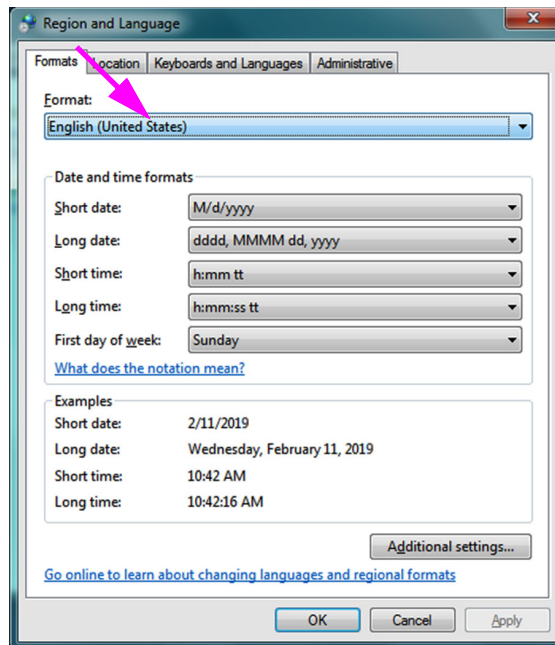 Region and Language
Formats Location Keyboards and Languages Administrative
Format:
English (United States)
Date and time formats
Short date: M/d/yyyy
Long date: dddd, MMMM dd, yyyy
Short time: h:mm tt
Long time: h:mm:ss tt
First day of week: Sunday
What does the notation mean?
Examples
Short date: 2/11/2019
Long date: Wednesday, February 11, 2019
Short time: 10:42 AM
Long time: 10:42:16 AM
Additional settings...
Go online to learn about changing languages and regional formats
OK Cancel Apply